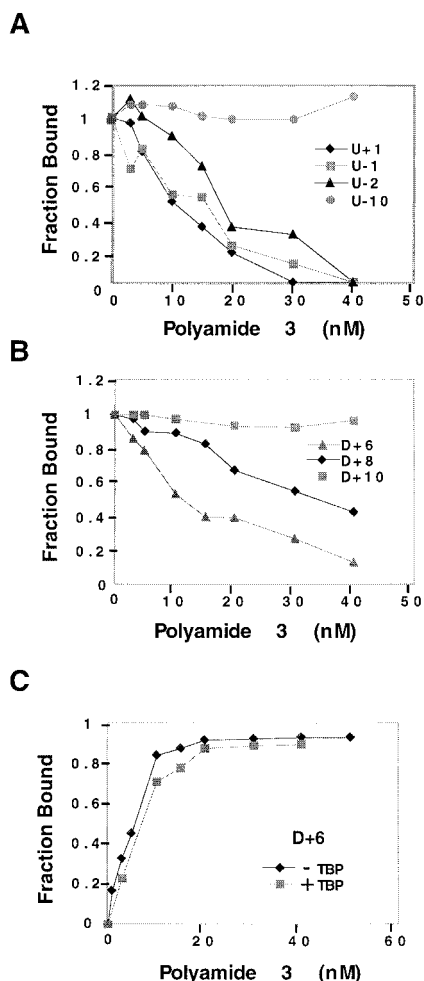 A
Fraction Bound
1.2
1
0.8
0.6
0.4
0.2
0
0 10 20 30 40 50
Polyamide 3 (nM)
U+1
U-1
U-2
U-10
B
Fraction Bound
1.2
1
0.8
0.6
0.4
0.2
0
0 10 20 30 40 50
Polyamide 3 (nM)
D+6
D+8
D+10
C
Fraction Bound
1
0.8
0.6
0.4
0.2
0
0 20 40 60
Polyamide 3 (nM)
D+6
- TBP
+ TBP